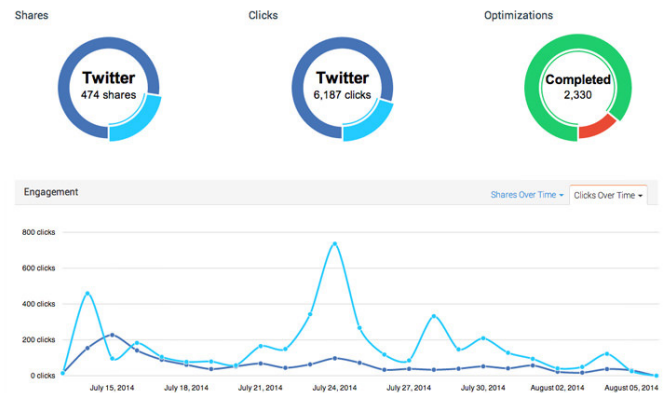 Shares
Clicks
Optimizations
Twitter
474 shares
Twitter
6,187 clicks
Completed
2,330
Engagement
Shares Over Time
Clicks Over Time
800 clicks
600 clicks
400 clicks
200 clicks
0 clicks
July 15, 2014
July 18, 2014
July 21, 2014
July 24, 2014
July 27, 2014
July 30, 2014
August 02, 2014
August 05, 2014